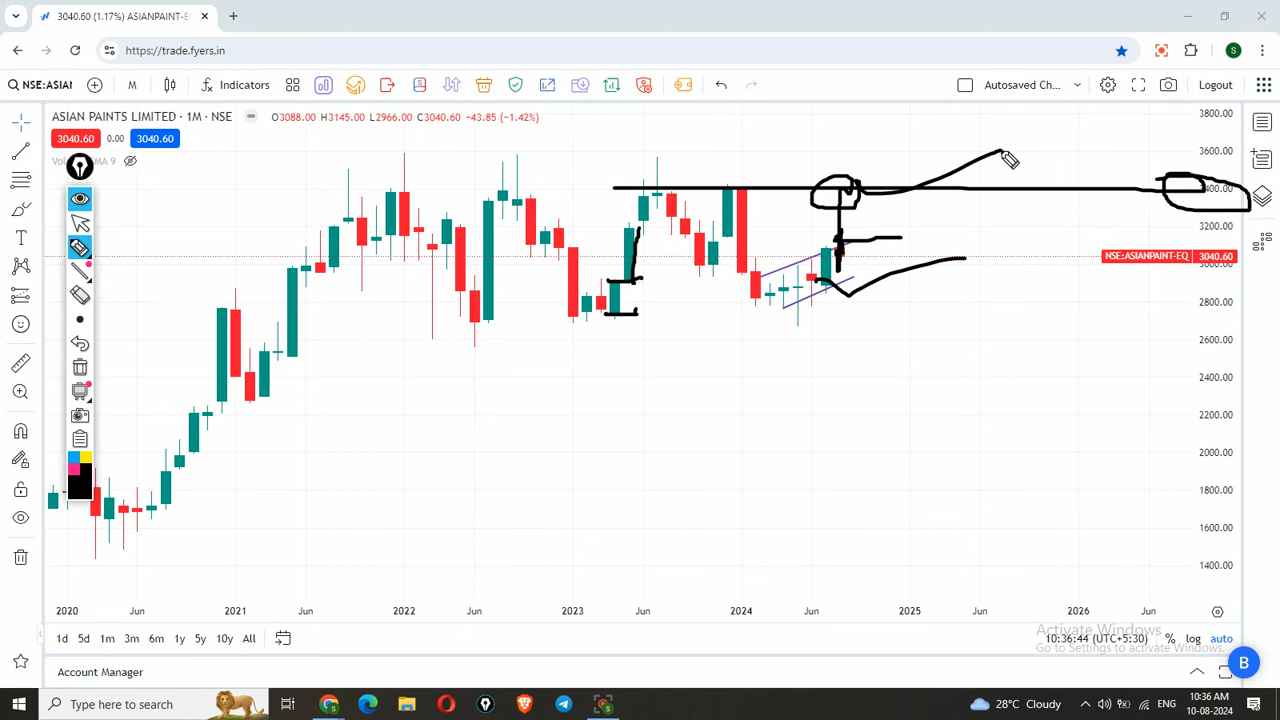 3040.60 (1.17%) ASIANPAINT-E
https://trade.fyers.in
S
NSE:ASIAN
M
Indicators
Autosaved Ch...
Logout
ASIAN PAINTS LIMITED · 1M · NSE
O3088.00 H3145.00 L2966.00 C3040.60 −43.85 (−1.42%)
3040.60 0.00 3040.60
MA 9
3800.00
3600.00
3400.00
3200.00
NSE:ASIANPAINT-EQ 3040.60
3000.00
2800.00
2600.00
2400.00
2200.00
2000.00
1800.00
1600.00
1400.00
2020 Jun 2021 Jun 2022 Jun 2023 Jun 2024 Jun 2025 Jun 2026 Jun
1d 5d 1m 3m 6m 1y 5y 10y All
10:36:44 (UTC+5:30) % log auto
Activate Windows
Go to Settings to activate Windows.
Account Manager
B
Type here to search
28°C Cloudy
ENG
10:36 AM
10-08-2024